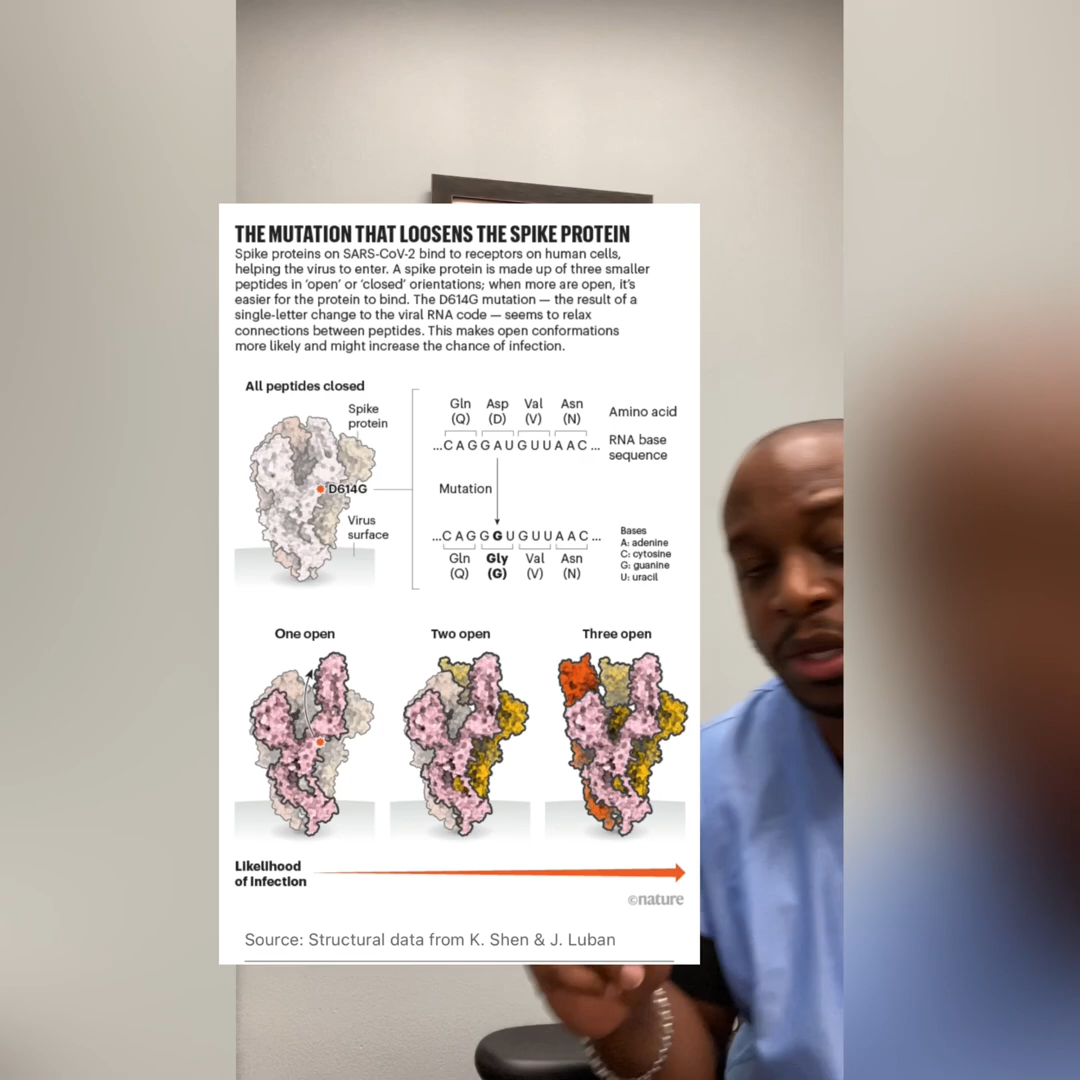 THE MUTATION THAT LOOSENS THE SPIKE PROTEIN
Spike proteins on SARS-CoV-2 bind to receptors on human cells,
helping the virus to enter. A spike protein is made up of three smaller
peptides in ‘open’ or ‘closed’ orientations; when more are open, it’s
easier for the protein to bind. The D614G mutation — the result of a
single-letter change to the viral RNA code — seems to relax
connections between peptides. This makes open conformations
more likely and might increase the chance of infection.
All peptides closed
Spike
protein
D614G
Virus
surface
Gln Asp Val Asn
(Q) (D) (V) (N)
Amino acid
...CAGGAUGUUAAC...
RNA base
sequence
Mutation
...CAGGGUGUUAAC...
Gln Gly Val Asn
(Q) (G) (V) (N)
Bases
A: adenine
C: cytosine
G: guanine
U: uracil
One open
Two open
Three open
Likelihood
of infection
©nature
Source: Structural data from K. Shen & J. Luban